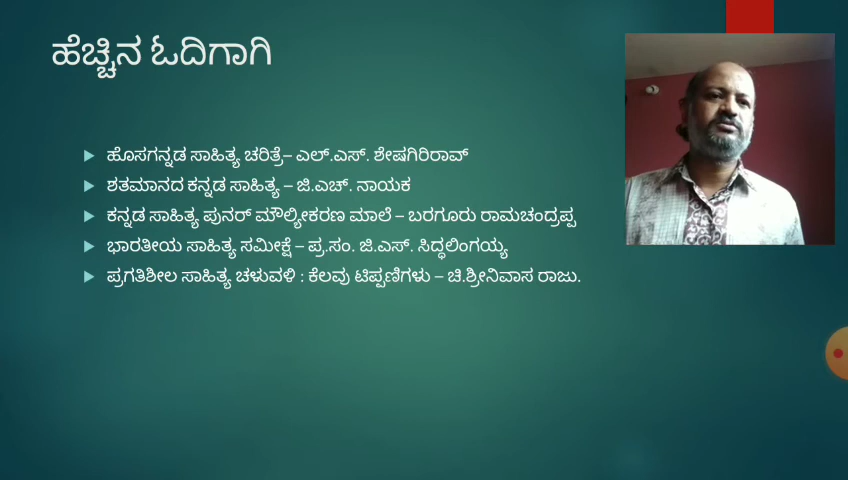 ಹೆಚ್ಚಿನ ಓದಿಗಾಗಿ
ಹೊಸಗನ್ನಡ ಸಾಹಿತ್ಯ ಚರಿತ್ರೆ– ಎಲ್.ಎಸ್. ಶೇಷಗಿರಿರಾವ್
ಶತಮಾನದ ಕನ್ನಡ ಸಾಹಿತ್ಯ – ಜಿ.ಎಚ್. ನಾಯಕ
ಕನ್ನಡ ಸಾಹಿತ್ಯ ಪುನರ್ ಮೌಲ್ಯೀಕರಣ ಮಾಲೆ – ಬರಗೂರು ರಾಮಚಂದ್ರಪ್ಪ
ಭಾರತೀಯ ಸಾಹಿತ್ಯ ಸಮೀಕ್ಷೆ – ಪ್ರ.ಸಂ. ಜಿ.ಎಸ್. ಸಿದ್ಧಲಿಂಗಯ್ಯ
ಪ್ರಗತಿಶೀಲ ಸಾಹಿತ್ಯ ಚಳುವಳಿ : ಕೆಲವು ಟಿಪ್ಪಣಿಗಳು – ಚಿ.ಶ್ರೀನಿವಾಸ ರಾಜು.